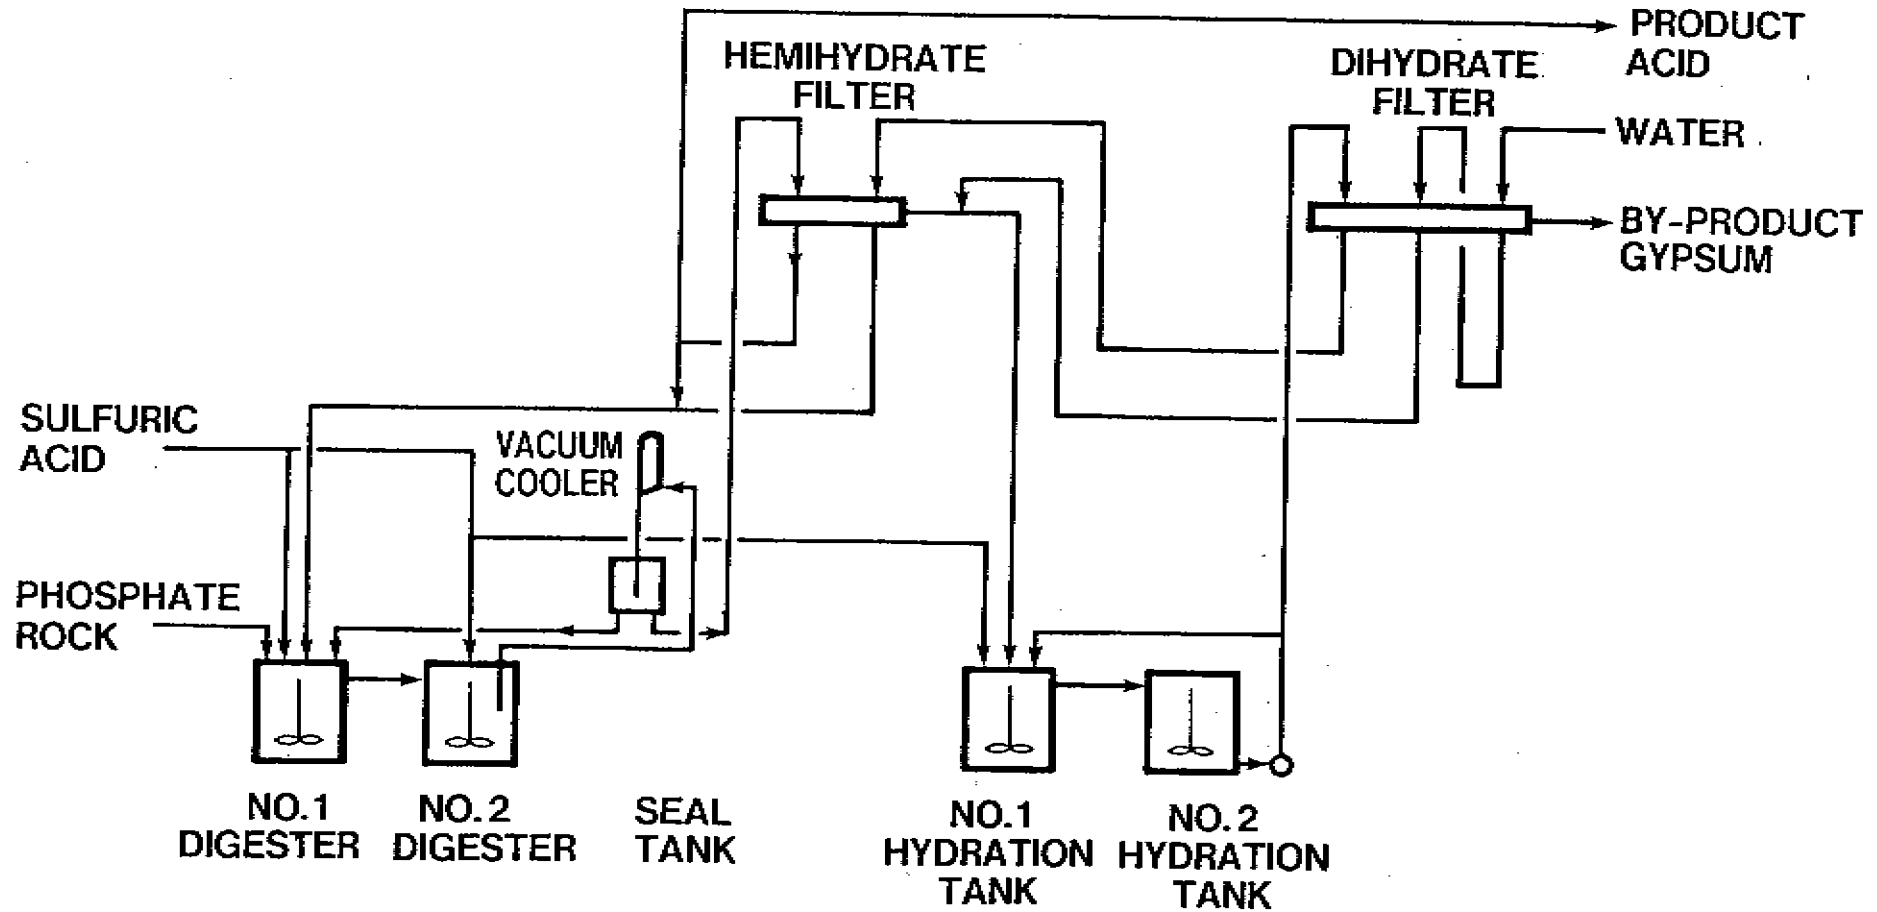 PRODUCT
ACID
HEMIHYDRATE
FILTER
DIHYDRATE
FILTER
WATER
BY-PRODUCT
GYPSUM
SULFURIC
ACID
VACUUM
COOLER
PHOSPHATE
ROCK
NO.1
DIGESTER
NO.2
DIGESTER
SEAL
TANK
NO.1
HYDRATION
TANK
NO.2
HYDRATION
TANK